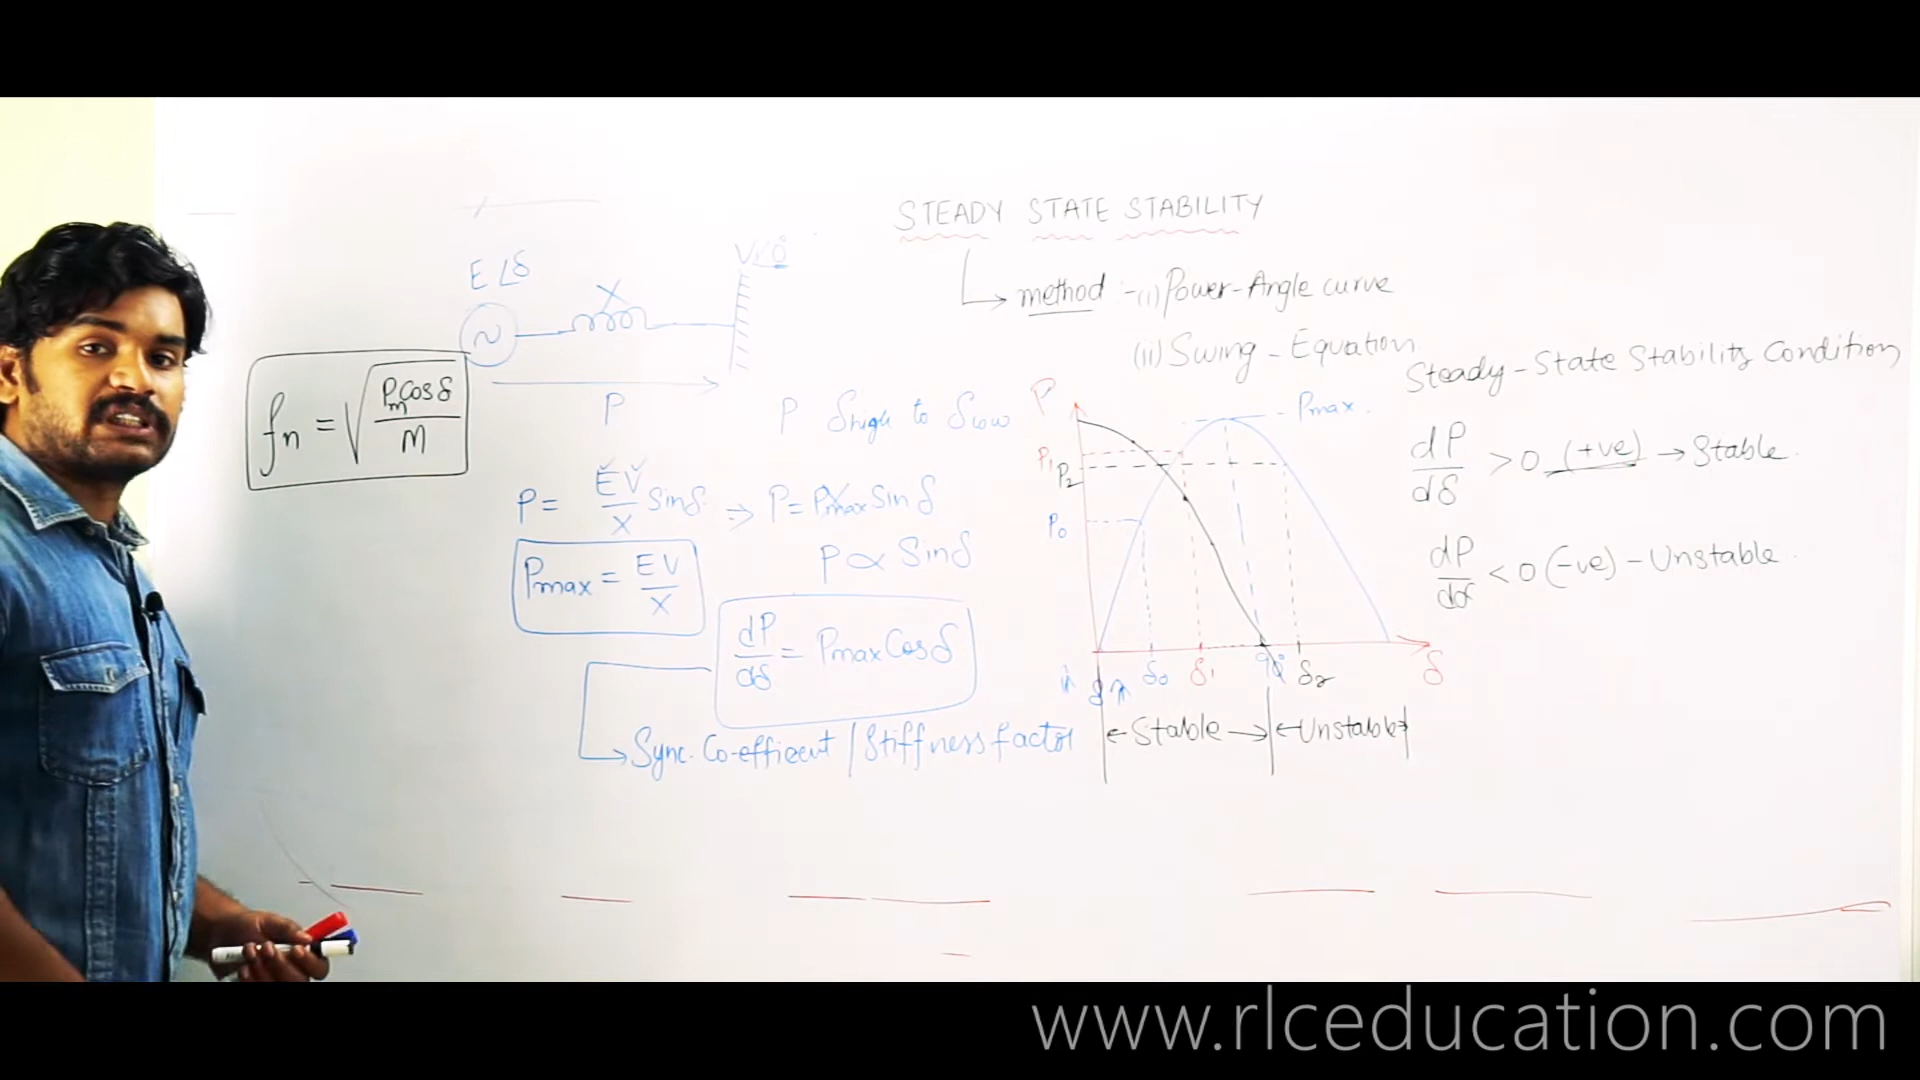 STEADY STATE STABILITY
method :- (i) Power-Angle curve
(ii) Swing - Equation
E∠δ
X
V∠0°
P
P δhigh to δlow
fn = √(Pm Cos δ / M)
P = EV/X Sinδ ⇒ P = Pmax Sin δ
P ∝ Sinδ
Pmax = EV/X
dP/dδ = Pmax Cos δ
Sync. Co-efficient / Stiffness factor
P
Pmax
P1
P2
P0
δ0 δ1 90° δ2 δ
Stable Unstable
Steady-State Stability Condition
dP/dδ > 0 (+ve) → Stable.
dP/dδ < 0 (-ve) - Unstable.
www.rlceducation.com